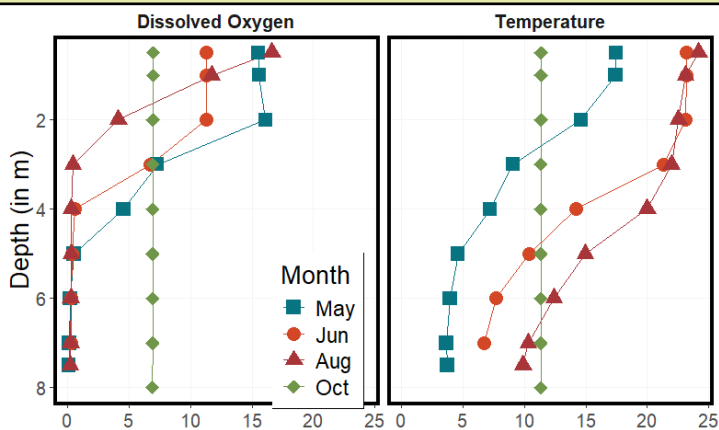 Dissolved Oxygen
Temperature
Depth (in m)
2
4
6
8
Month
May
Jun
Aug
Oct
0 5 10 15 20 25
0 5 10 15 20 25